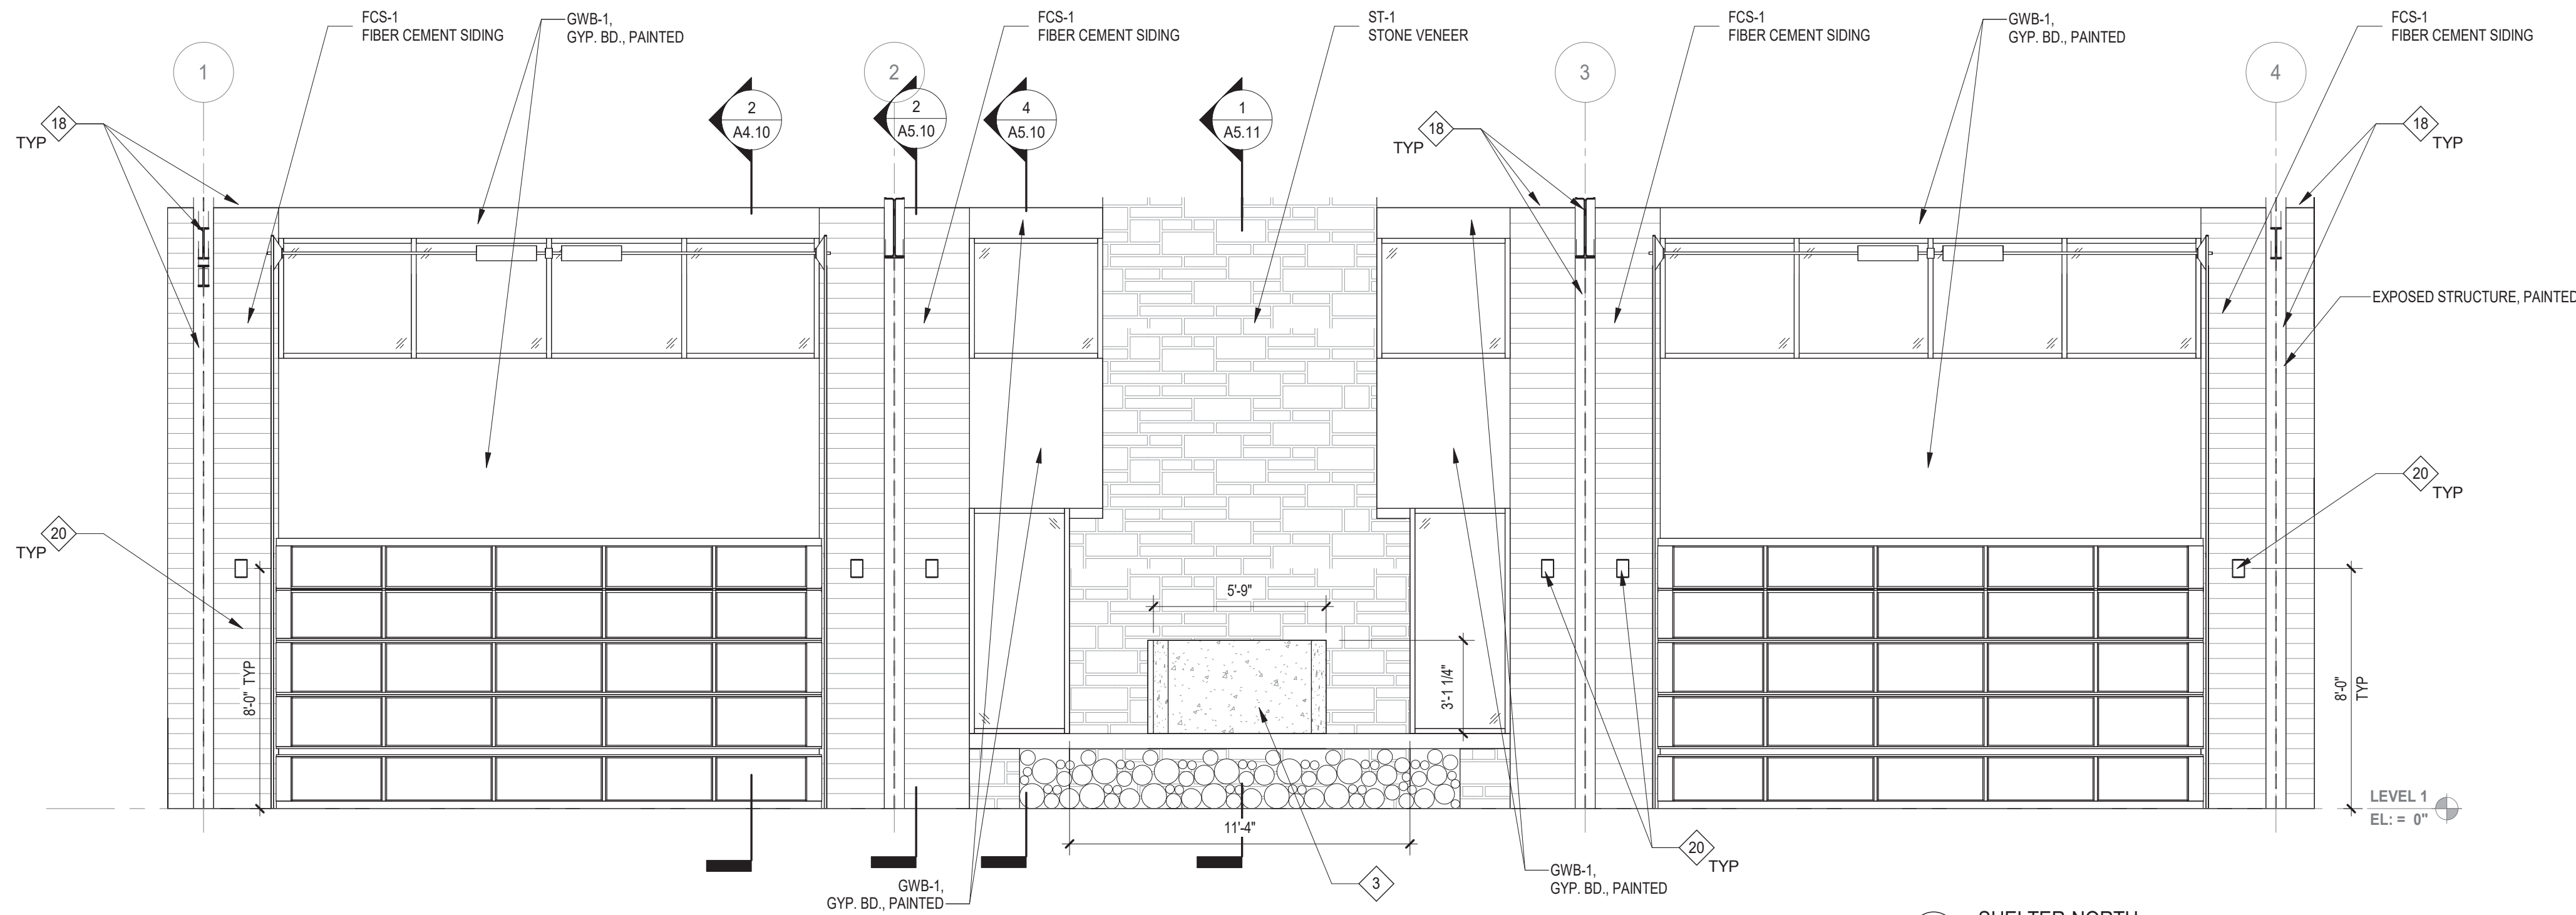 FCS-1
FIBER CEMENT SIDING
GWB-1,
GYP. BD., PAINTED
FCS-1
FIBER CEMENT SIDING
ST-1
STONE VENEER
FCS-1
FIBER CEMENT SIDING
GWB-1,
GYP. BD., PAINTED
FCS-1
FIBER CEMENT SIDING
1
2
3
4
2
A4.10
2
A5.10
4
A5.10
1
A5.11
18
TYP
18
TYP
18
TYP
EXPOSED STRUCTURE, PAINTED
20
TYP
20
TYP
8'-0" TYP
5'-9"
3'-1 1/4"
8'-0"
TYP
LEVEL 1
EL: = 0"
11'-4"
20
TYP
3
GWB-1,
GYP. BD., PAINTED
GWB-1,
GYP. BD., PAINTED
SHELTER NORTH